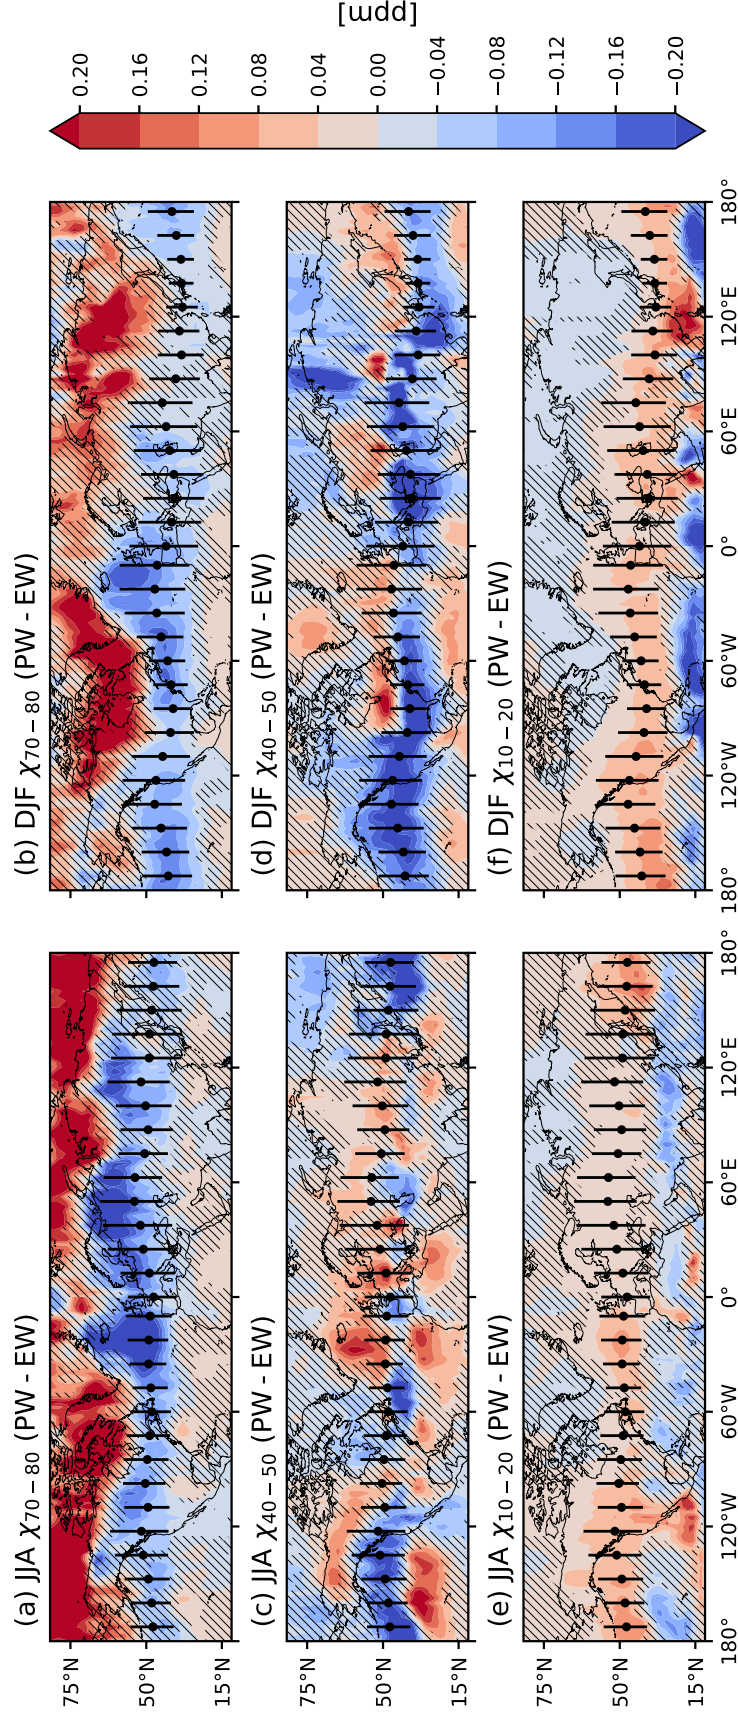 (a) JJA χ70 − 80 (PW - EW)
75°N
50°N
15°N
(b) DJF χ70 − 80 (PW - EW)
(c) JJA χ40 − 50 (PW - EW)
75°N
50°N
15°N
(d) DJF χ40 − 50 (PW - EW)
(e) JJA χ10 − 20 (PW - EW)
75°N
50°N
15°N
180° 120°W 60°W 0° 60°E 120°E 180°
(f) DJF χ10 − 20 (PW - EW)
180° 120°W 60°W 0° 60°E 120°E 180°
0.20
0.16
0.12
0.08
0.04
0.00
−0.04
−0.08
−0.12
−0.16
−0.20
[ppm]